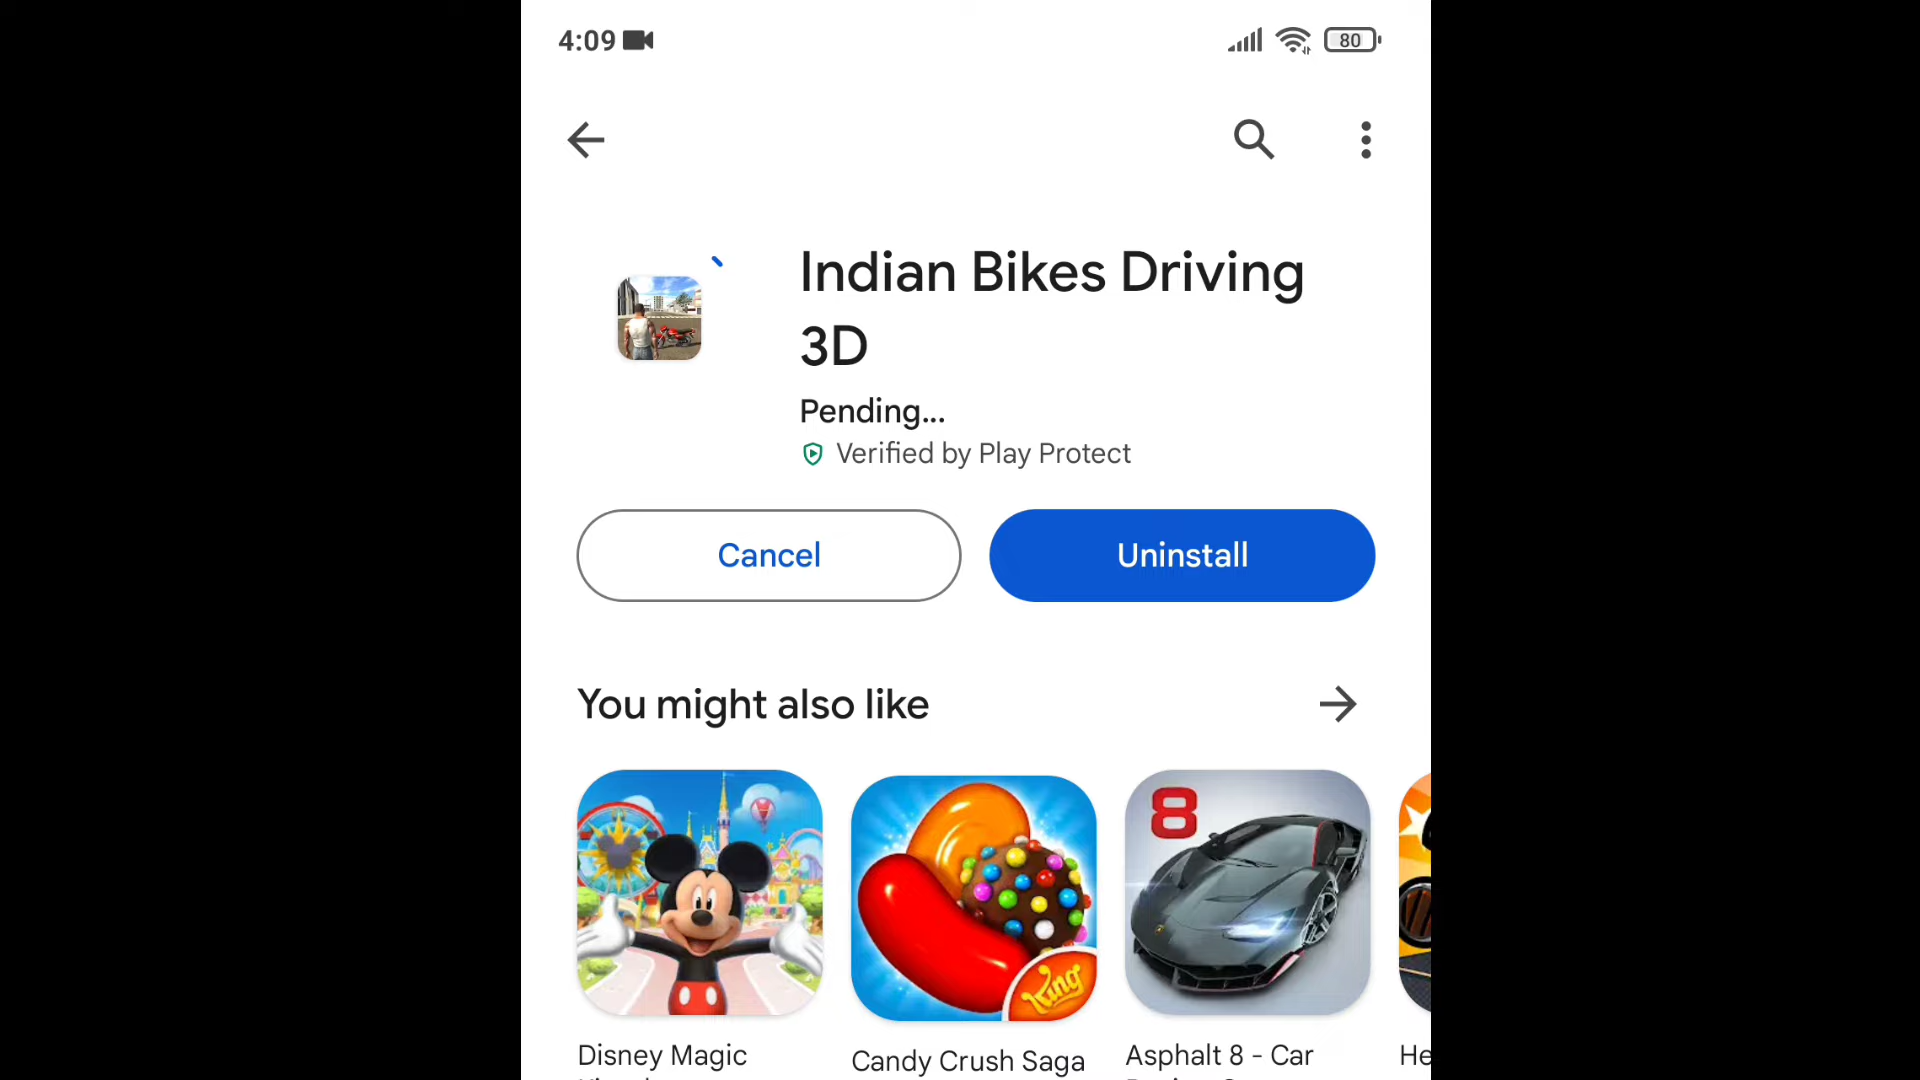 4:09
80
Indian Bikes Driving
3D
Pending...
Verified by Play Protect
Cancel
Uninstall
You might also like
8
King
Disney Magic
Candy Crush Saga
Asphalt 8 - Car
He